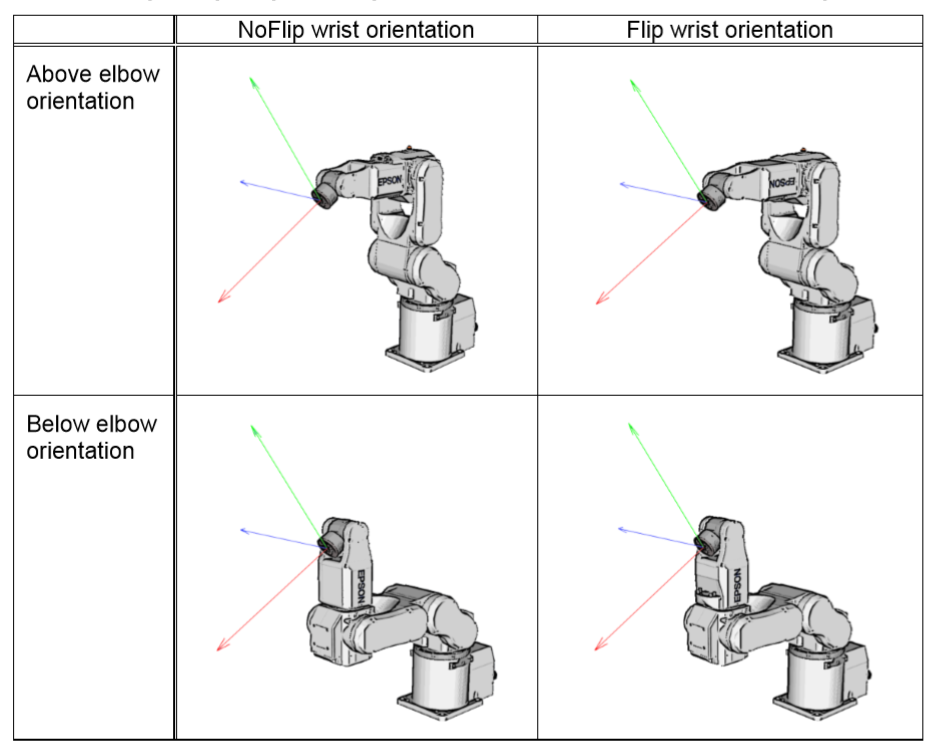 NoFlip wrist orientation
Flip wrist orientation
Above elbow
orientation
EPSON
EPSON
Below elbow
orientation
EPSON
EPSON